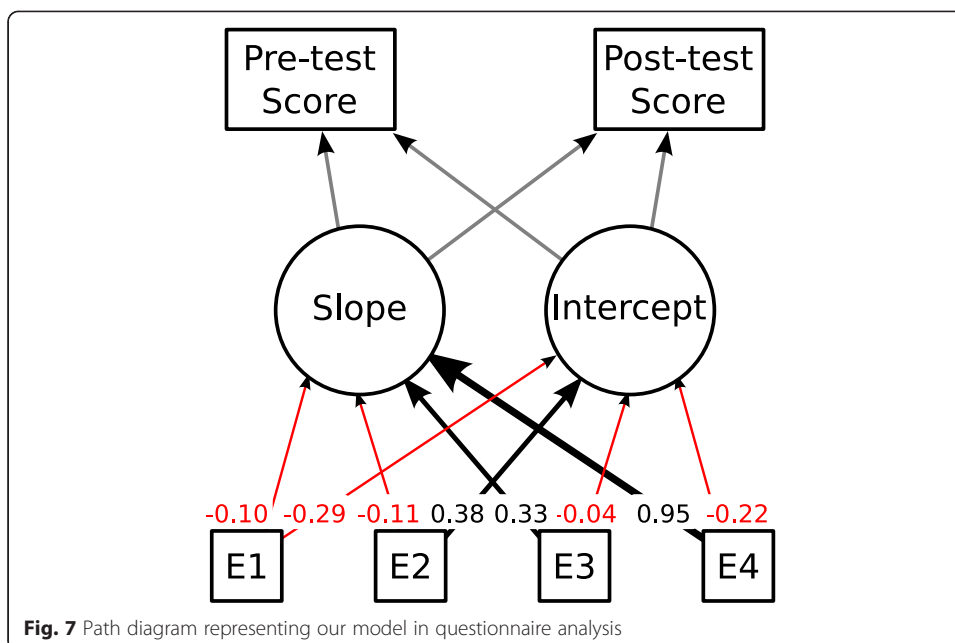 Pre-test
Score
Post-test
Score
Slope
Intercept
-0.10 -0.29 -0.11 0.38 0.33 -0.04 0.95 -0.22
E1 E2 E3 E4
Fig. 7 Path diagram representing our model in questionnaire analysis